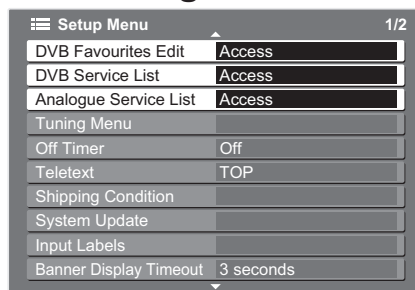 Setup Menu 1/2
DVB Favourites Edit Access
DVB Service List Access
Analogue Service List Access
Tuning Menu
Off Timer Off
Teletext TOP
Shipping Condition
System Update
Input Labels
Banner Display Timeout 3 seconds